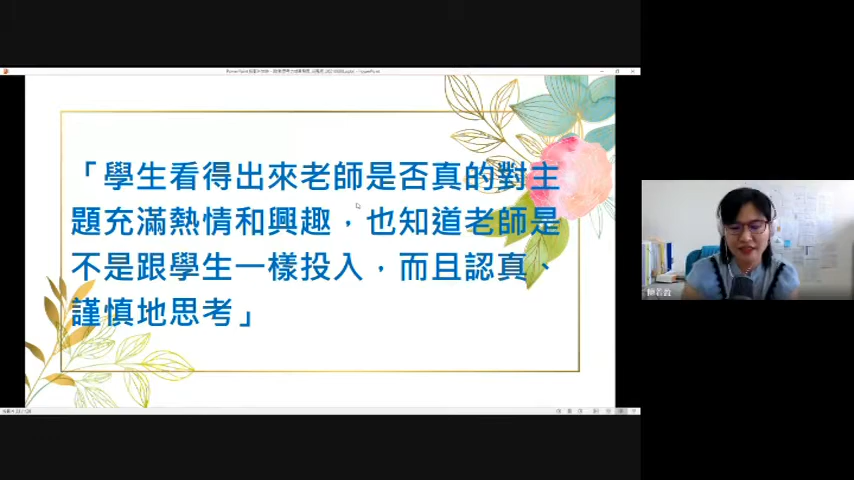 「學生看得出來老師是否真的對主
題充滿熱情和興趣，也知道老師是
不是跟學生一樣投入，而且認真、
謹慎地思考」